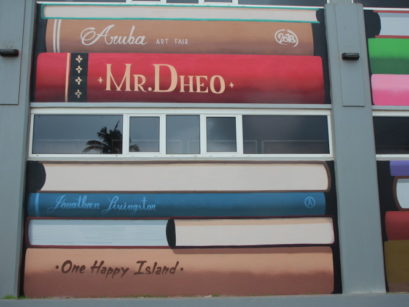 Aruba ART FAIR
MR.DHEO
Jonathan Livingston
One Happy Island